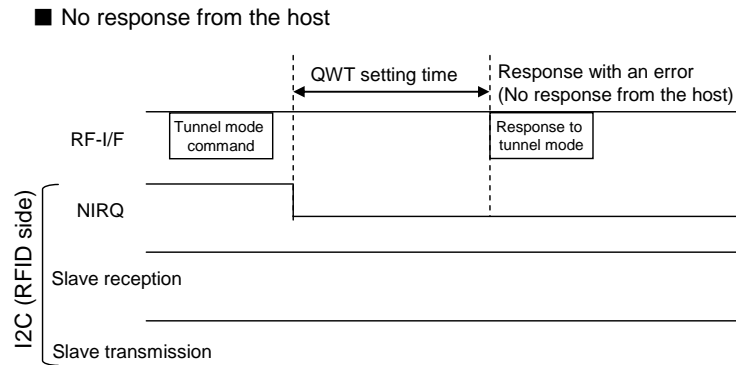 ■ No response from the host
QWT setting time
Response with an error
(No response from the host)
RF-I/F
Tunnel mode
command
Response to
tunnel mode
I2C (RFID side)
NIRQ
Slave reception
Slave transmission